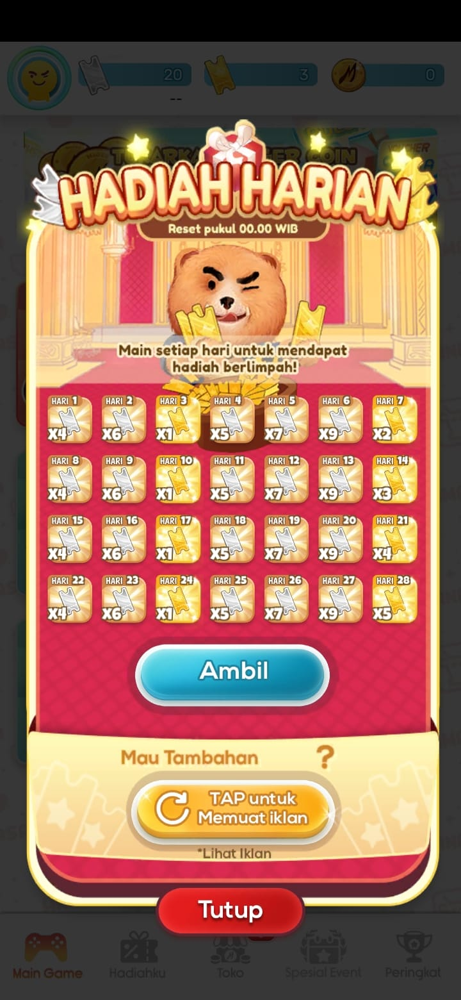 20
3
0
--
HADIAH HARIAN
Reset pukul 00.00 WIB
Main setiap hari untuk mendapat
hadiah berlimpah!
HARI 1 HARI 2 HARI 3 HARI 4 HARI 5 HARI 6 HARI 7
X4 X6 X1 X5 X7 X9 X2
HARI 8 HARI 9 HARI 10 HARI 11 HARI 12 HARI 13 HARI 14
X4 X6 X1 X5 X7 X9 X3
HARI 15 HARI 16 HARI 17 HARI 18 HARI 19 HARI 20 HARI 21
X4 X6 X1 X5 X7 X9 X4
HARI 22 HARI 23 HARI 24 HARI 25 HARI 26 HARI 27 HARI 28
X4 X6 X1 X5 X7 X9 X5
Ambil
Mau Tambahan ?
TAP untuk
Memuat iklan
*Lihat Iklan
Tutup
Main Game Hadiahku Toko Spesial Event Peringkat